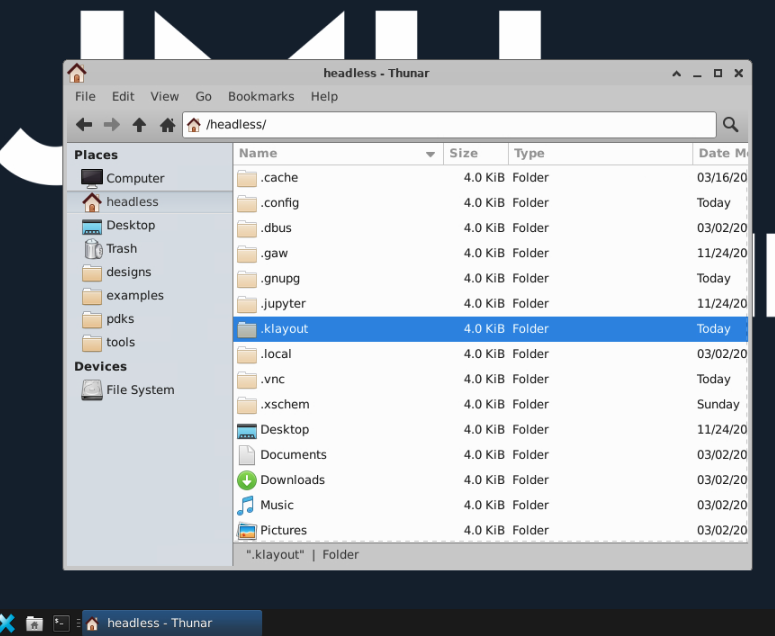 headless - Thunar
File Edit View Go Bookmarks Help
/headless/
Places
Computer
headless
Desktop
Trash
designs
examples
pdks
tools
Devices
File System
Name Size Type Date M
.cache 4.0 KiB Folder 03/16/20
.config 4.0 KiB Folder Today
.dbus 4.0 KiB Folder 03/02/20
.gaw 4.0 KiB Folder 11/24/20
.gnupg 4.0 KiB Folder Today
.jupyter 4.0 KiB Folder 11/24/20
.klayout 4.0 KiB Folder Today
.local 4.0 KiB Folder 03/02/20
.vnc 4.0 KiB Folder Today
.xschem 4.0 KiB Folder Sunday
Desktop 4.0 KiB Folder 11/24/20
Documents 4.0 KiB Folder 03/02/20
Downloads 4.0 KiB Folder 03/02/20
Music 4.0 KiB Folder 03/02/20
Pictures 4.0 KiB Folder 03/02/20
".klayout" | Folder
headless - Thunar